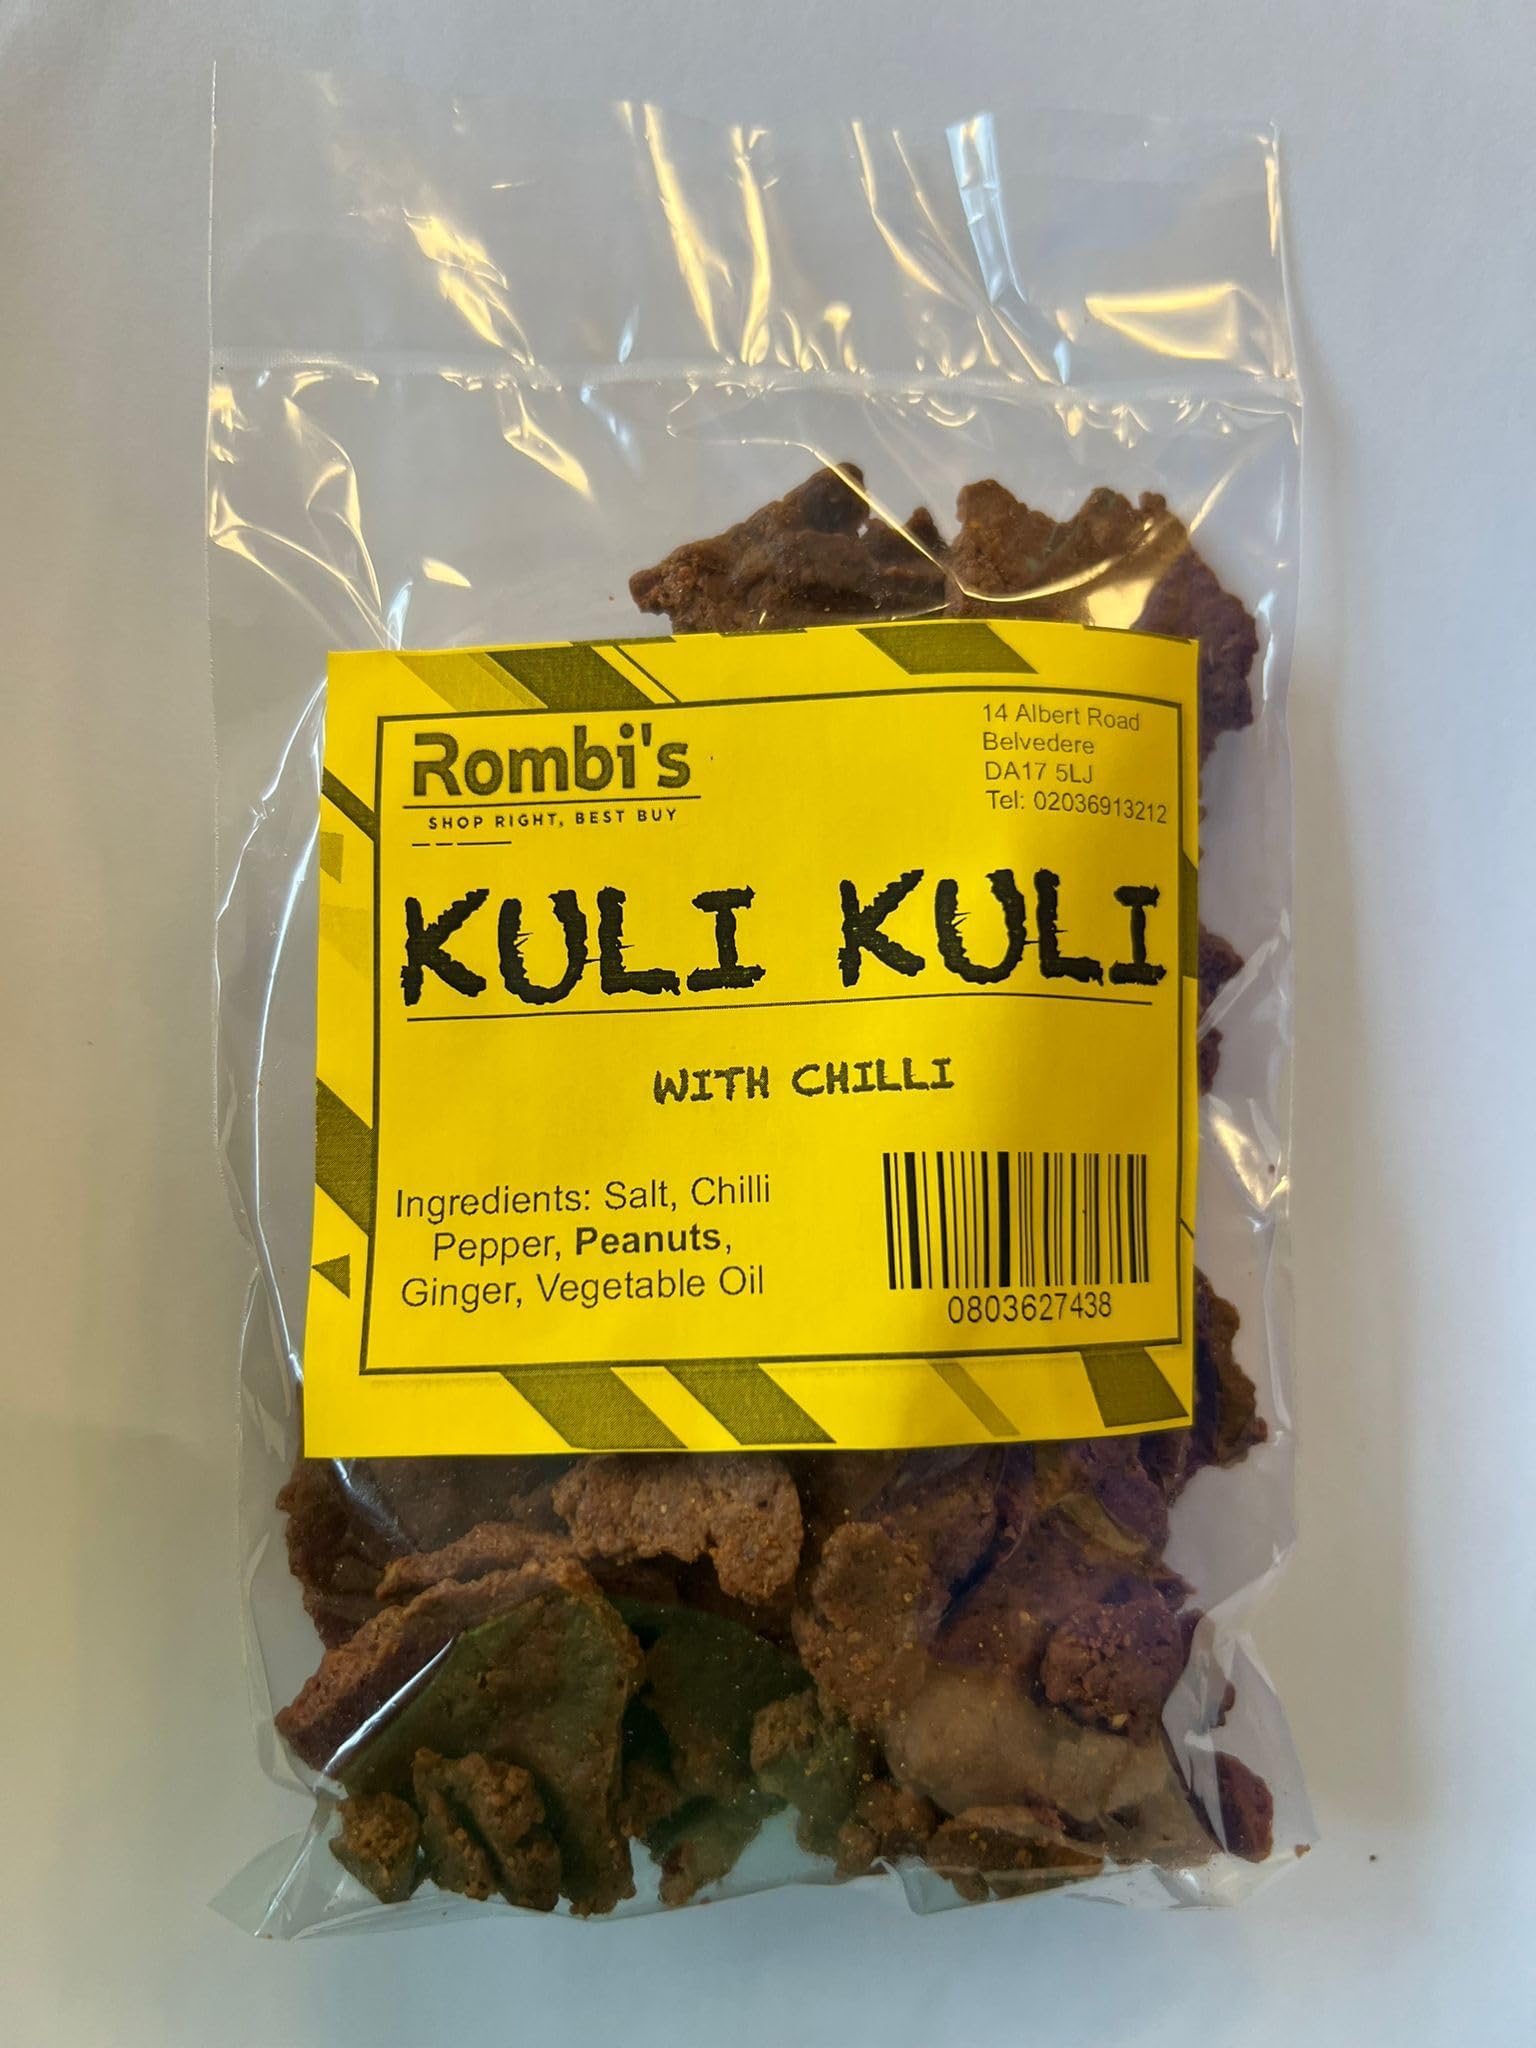 Rombi's
SHOP RIGHT, BEST BUY
14 Albert Road
Belvedere
DA17 5LJ
Tel: 02036913212
KULI KULI
WITH CHILLI
Ingredients: Salt, Chilli
Pepper, Peanuts,
Ginger, Vegetable Oil
0803627438